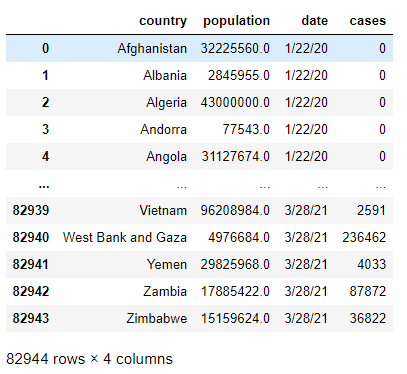 country population date cases
0 Afghanistan 32225560.0 1/22/20 0
1 Albania 2845955.0 1/22/20 0
2 Algeria 43000000.0 1/22/20 0
3 Andorra 77543.0 1/22/20 0
4 Angola 31127674.0 1/22/20 0
... ... ... ... ...
82939 Vietnam 96208984.0 3/28/21 2591
82940 West Bank and Gaza 4976684.0 3/28/21 236462
82941 Yemen 29825968.0 3/28/21 4033
82942 Zambia 17885422.0 3/28/21 87872
82943 Zimbabwe 15159624.0 3/28/21 36822
82944 rows × 4 columns